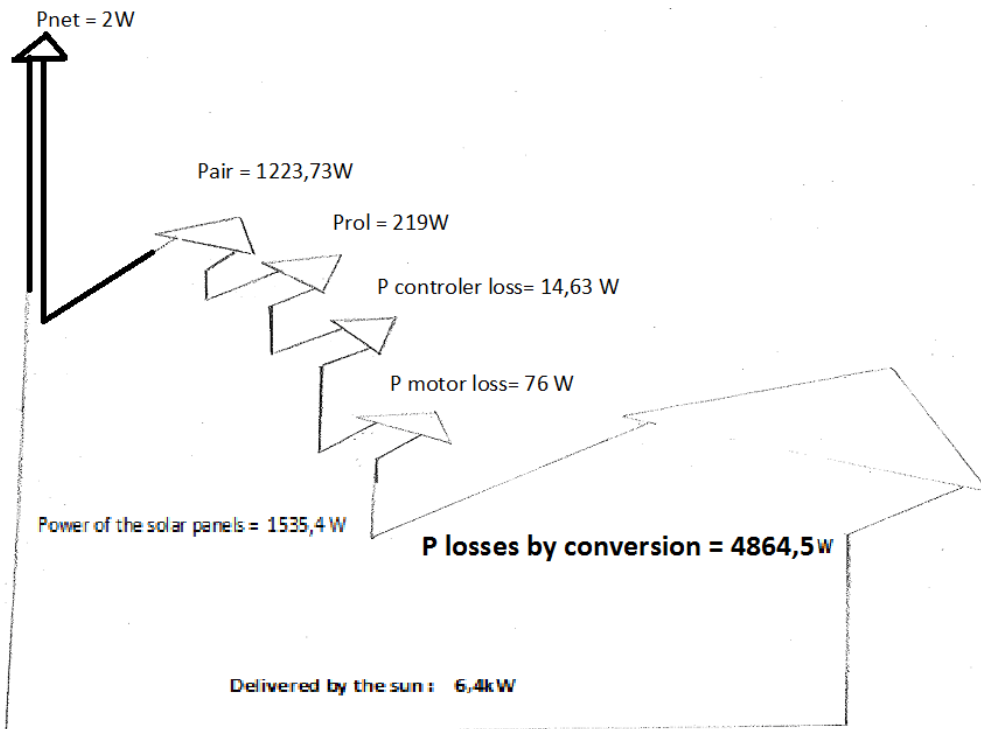 Pnet = 2W
Pair = 1223,73W
Prol = 219W
P controler loss= 14,63 W
P motor loss= 76 W
Power of the solar panels = 1535,4 W
P losses by conversion = 4864,5W
Delivered by the sun : 6,4kW